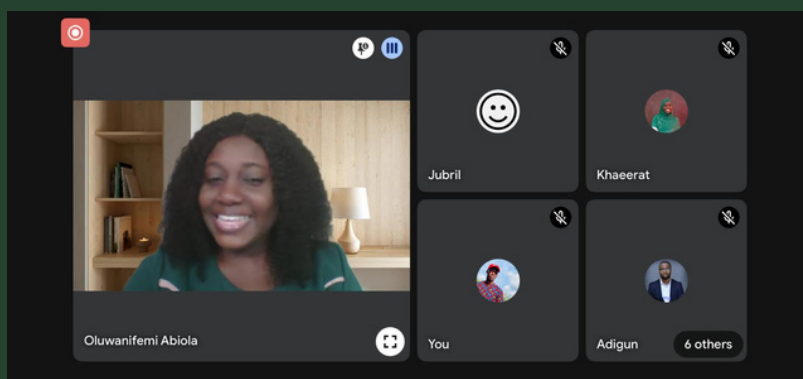 Jubril
Khaeerat
Oluwanifemi Abiola
You
Adigun
6 others